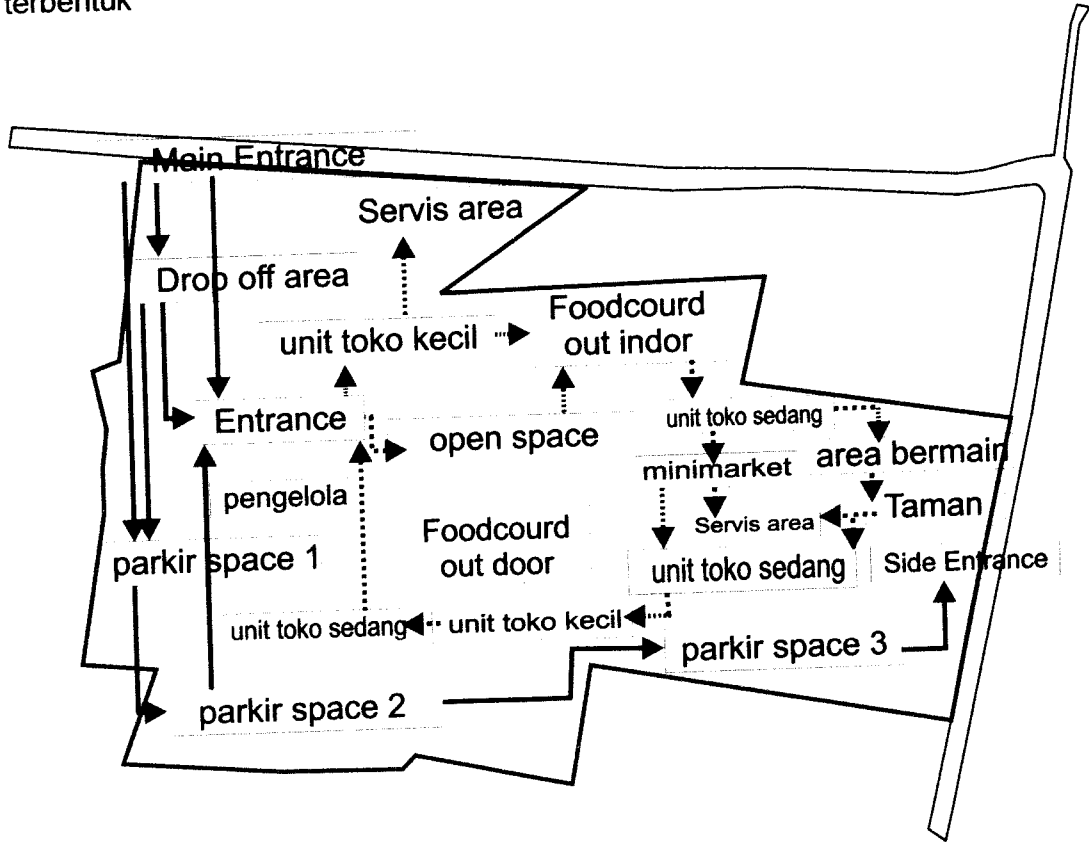 terbentuk
Main Entrance
Servis area
Drop off area
Foodcourd
out indor
unit toko kecil
Entrance
open space
unit toko sedang
minimarket
area bermain
pengelola
Servis area
Taman
Foodcourd
out door
parkir space 1
unit toko sedang
Side Entrance
unit toko sedang
unit toko kecil
parkir space 3
parkir space 2